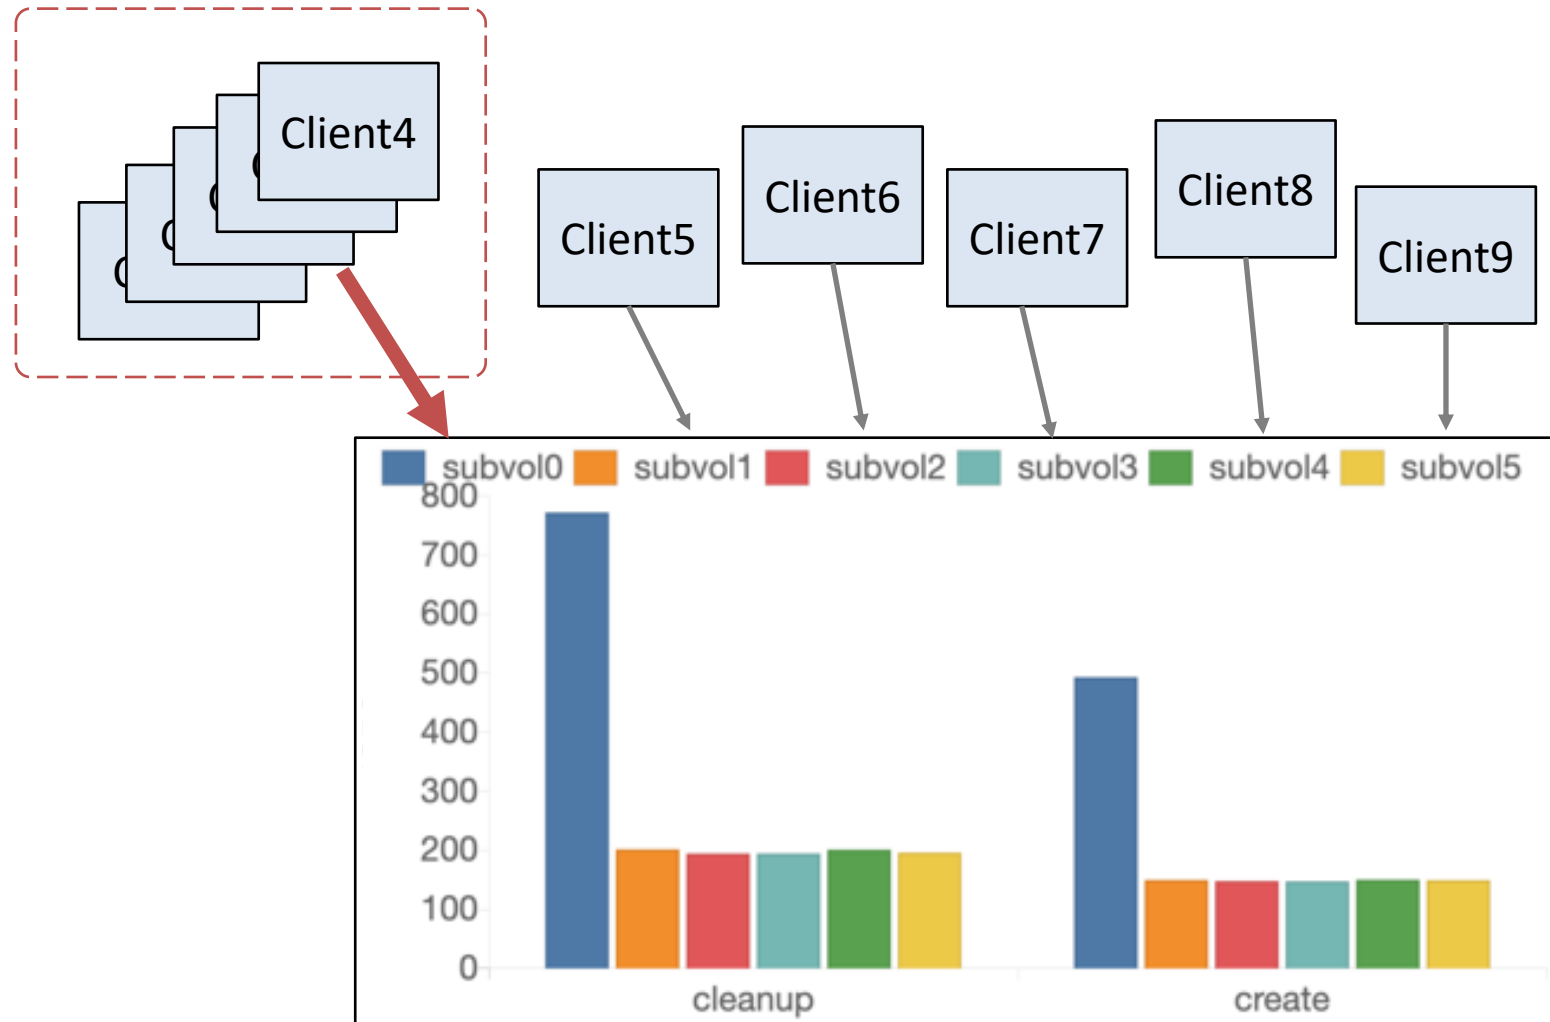 Client4
Client5
Client6
Client7
Client8
Client9
subvol0 subvol1 subvol2 subvol3 subvol4 subvol5
800
700
600
500
400
300
200
100
0
cleanup create